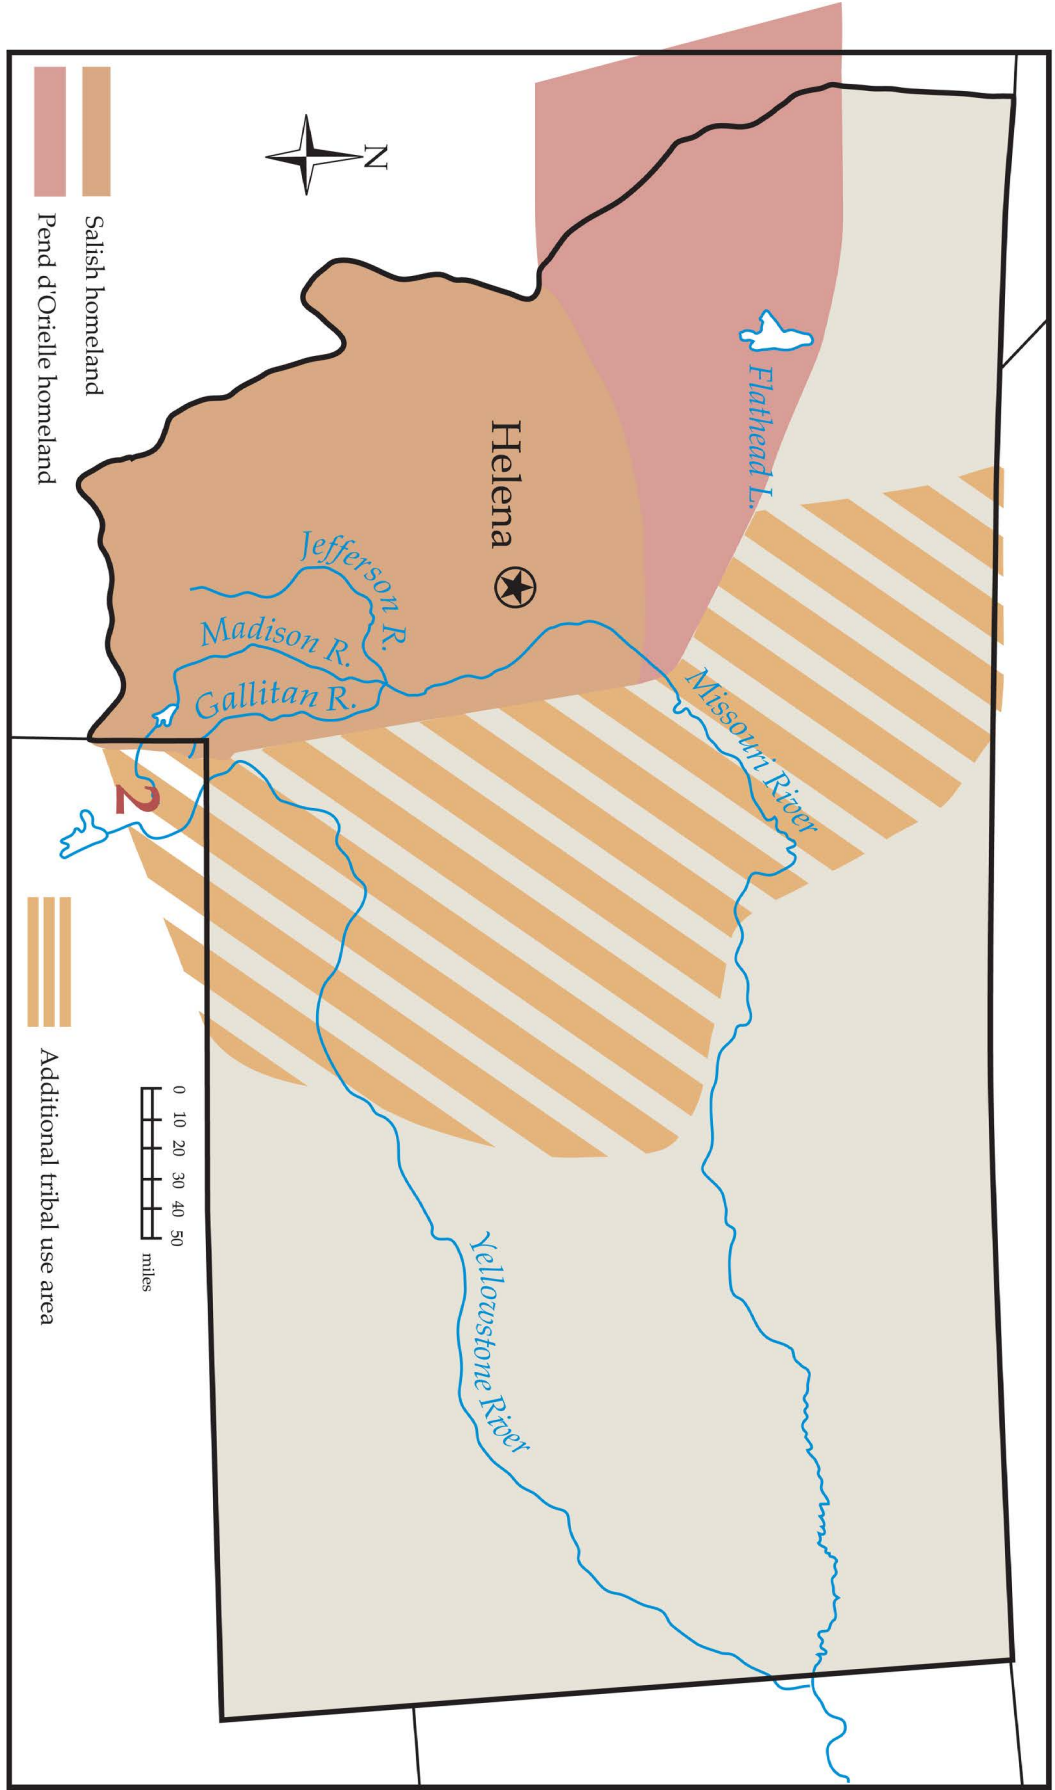 N
Flathead L.
Missouri River
Helena
Jefferson R.
Madison R.
Gallitan R.
Yellowstone River
2
Salish homeland
Pend d'Orielle homeland
Additional tribal use area
0 10 20 30 40 50
miles